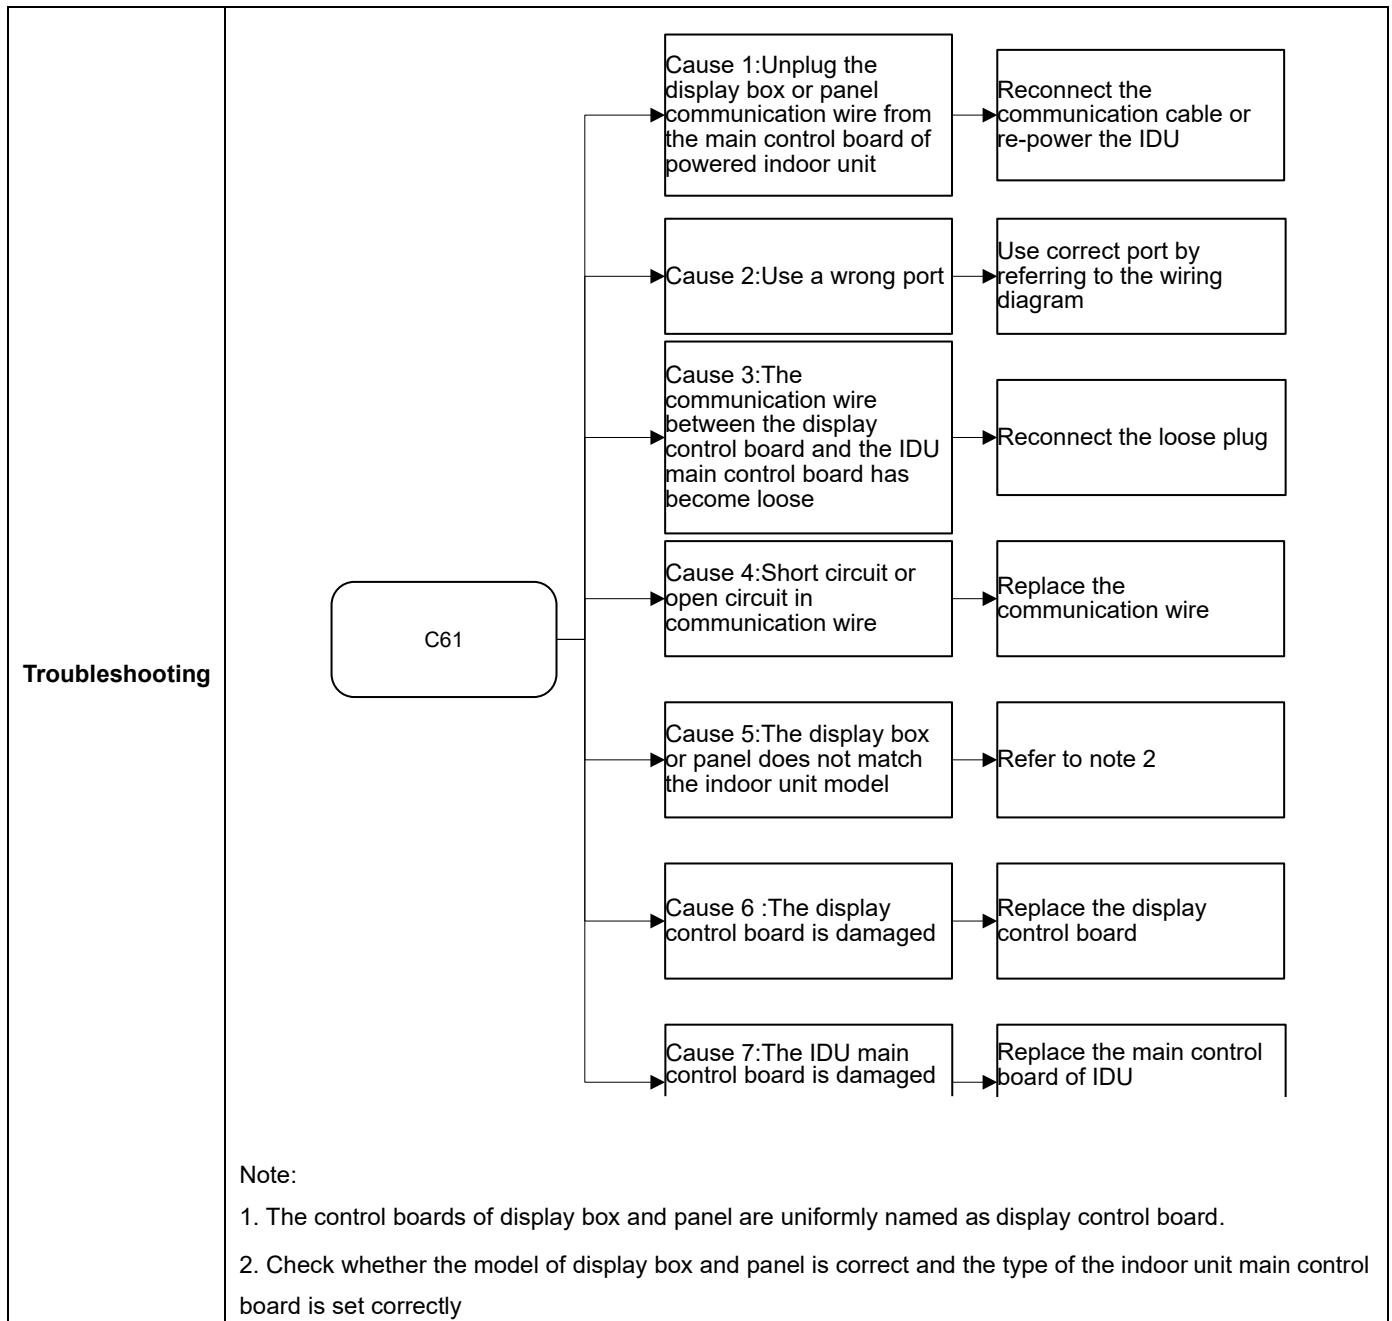 Troubleshooting
C61
Cause 1:Unplug the
display box or panel
communication wire from
the main control board of
powered indoor unit
Reconnect the
communication cable or
re-power the IDU
Cause 2:Use a wrong port
Use correct port by
referring to the wiring
diagram
Cause 3:The
communication wire
between the display
control board and the IDU
main control board has
become loose
Reconnect the loose plug
Cause 4:Short circuit or
open circuit in
communication wire
Replace the
communication wire
Cause 5:The display box
or panel does not match
the indoor unit model
Refer to note 2
Cause 6 :The display
control board is damaged
Replace the display
control board
Cause 7:The IDU main
control board is damaged
Replace the main control
board of IDU
Note:
1. The control boards of display box and panel are uniformly named as display control board.
2. Check whether the model of display box and panel is correct and the type of the indoor unit main control
board is set correctly